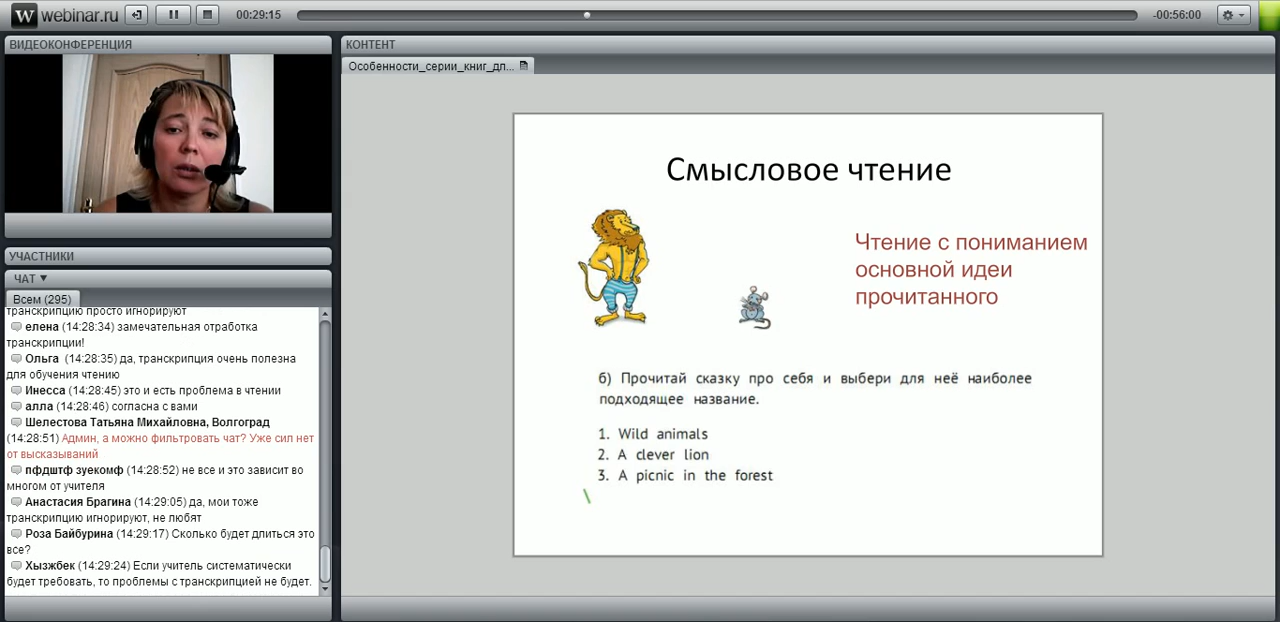 W webinar.ru
00:29:15
-00:56:00
ВИДЕОКОНФЕРЕНЦИЯ
УЧАСТНИКИ
ЧАТ ▼
Всем (295)
транскрипцию просто игнорируют
елена (14:28:34) замечательная отработка
транскрипции!
Ольга (14:28:35) да, транскрипция очень полезна
для обучения чтению
Инесса (14:28:45) это и есть проблема в чтении
алла (14:28:46) согласна с вами
Шелестова Татьяна Михайловна, Волгоград
(14:28:51) Админ, а можно фильтровать чат? Уже сил нет
от высказываний
пфдштф зуекомф (14:28:52) не все и это зависит во
многом от учителя
Анастасия Брагина (14:29:05) да, мои тоже
транскрипцию игнорируют, не любят
Роза Байбурина (14:29:17) Сколько будет длиться это
все?
Хызжбек (14:29:24) Если учитель систематически
будет требовать, то проблемы с транскрипцией не будет.
КОНТЕНТ
Особенности_серии_книг_дл...
Смысловое чтение
Чтение с пониманием
основной идеи
прочитанного
б) Прочитай сказку про себя и выбери для неё наиболее
подходящее название.
1. Wild animals
2. A clever lion
3. A picnic in the forest